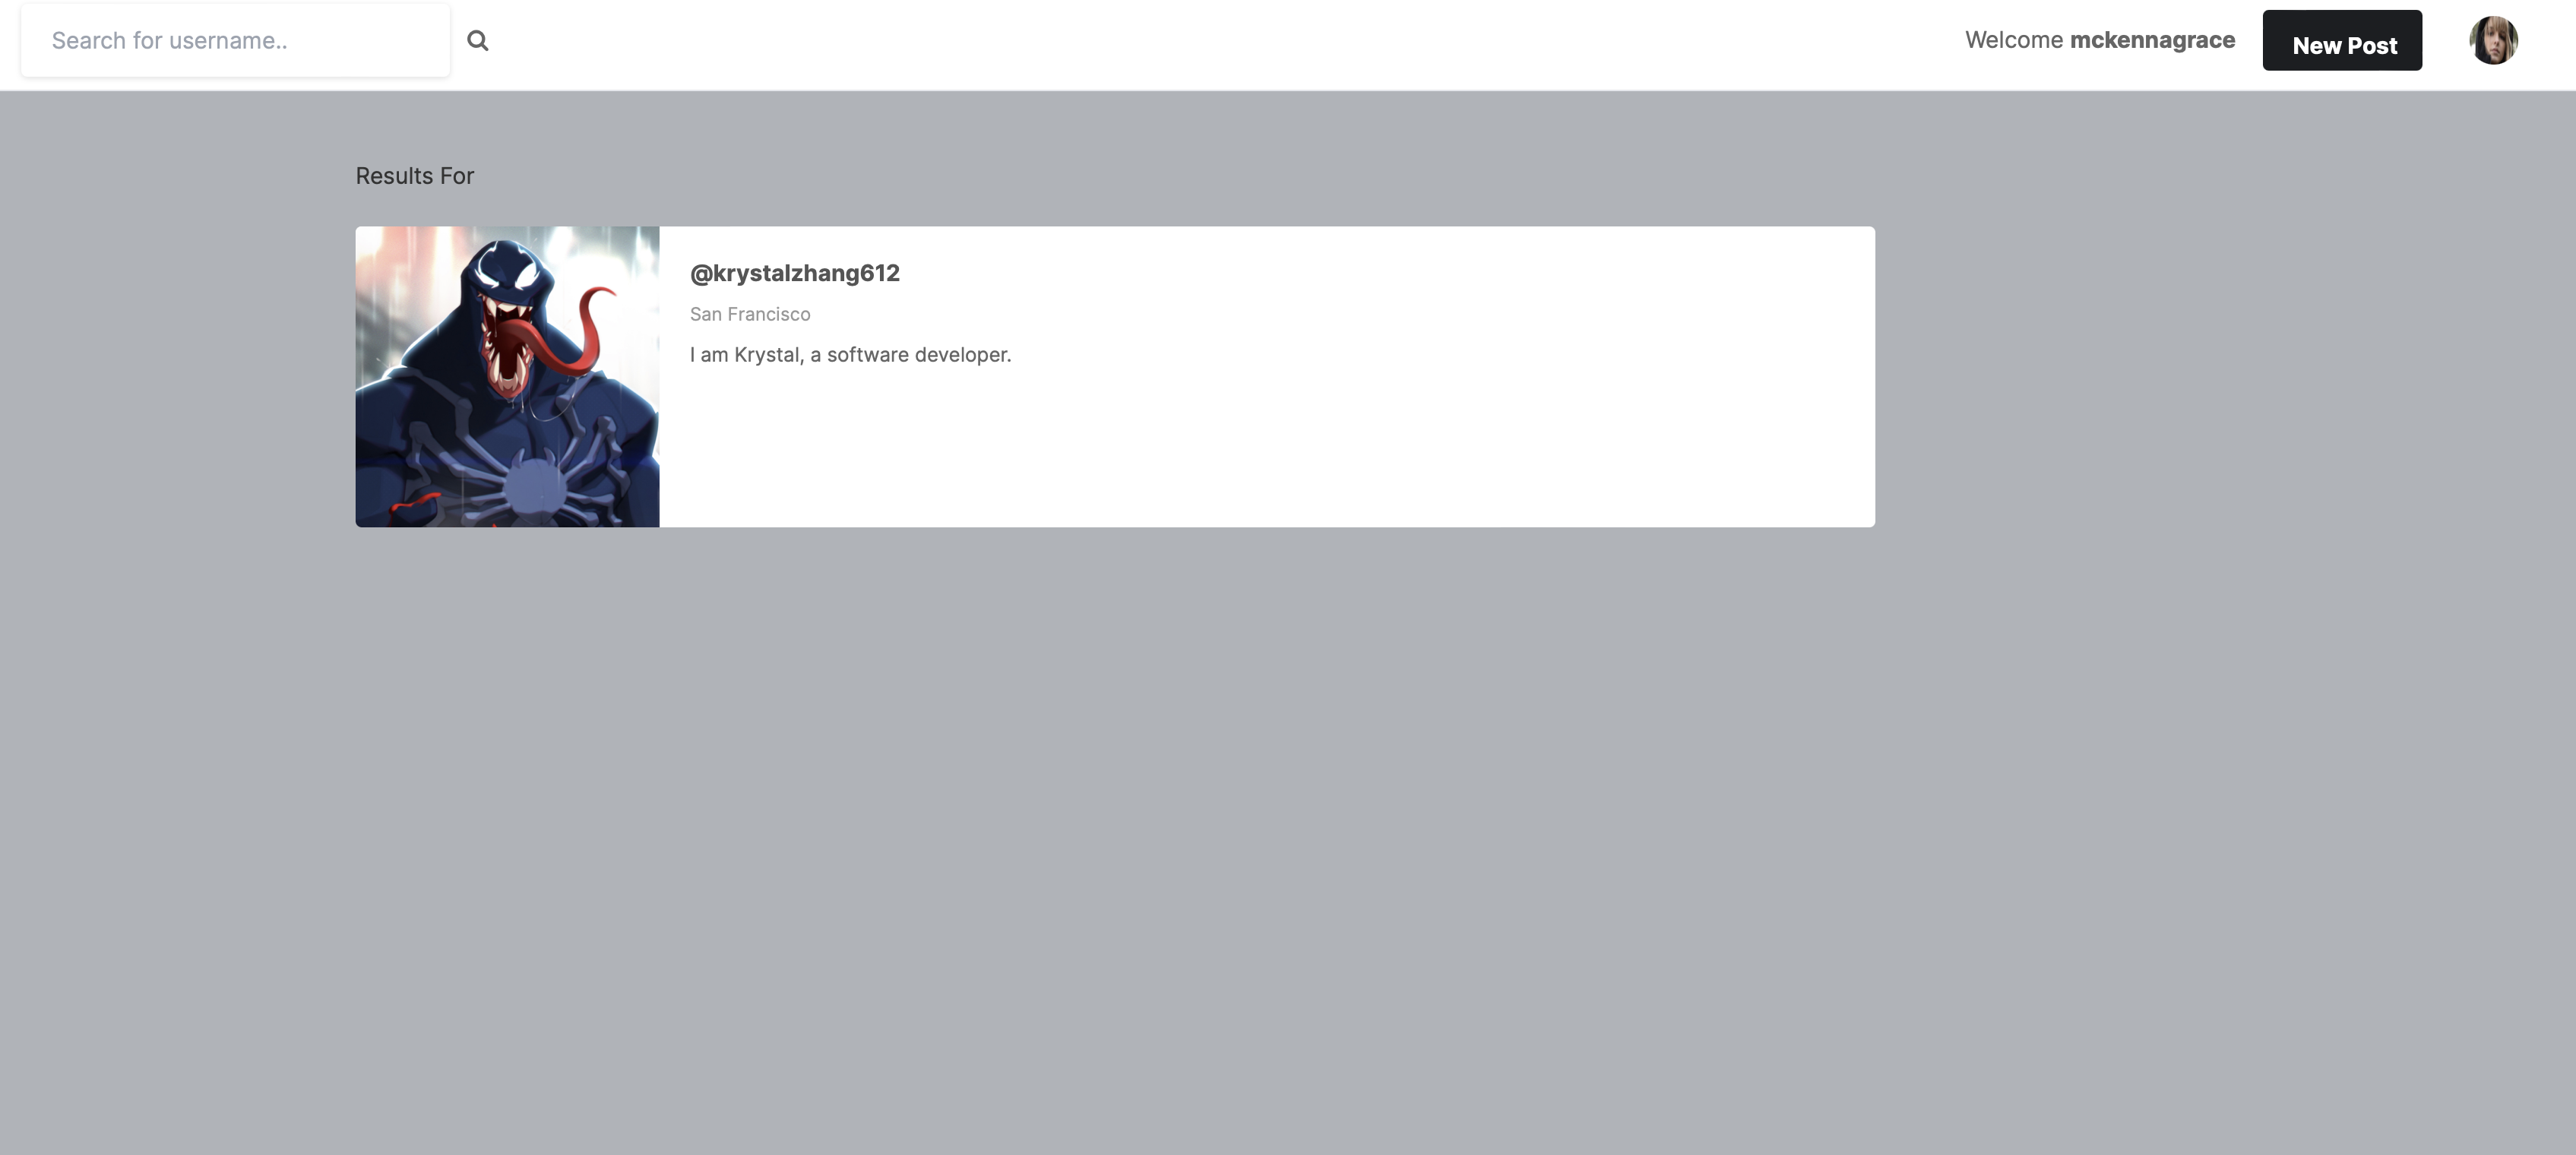 Search for username..
Welcome mckennagrace
New Post
Results For
@krystalzhang612
San Francisco
I am Krystal, a software developer.